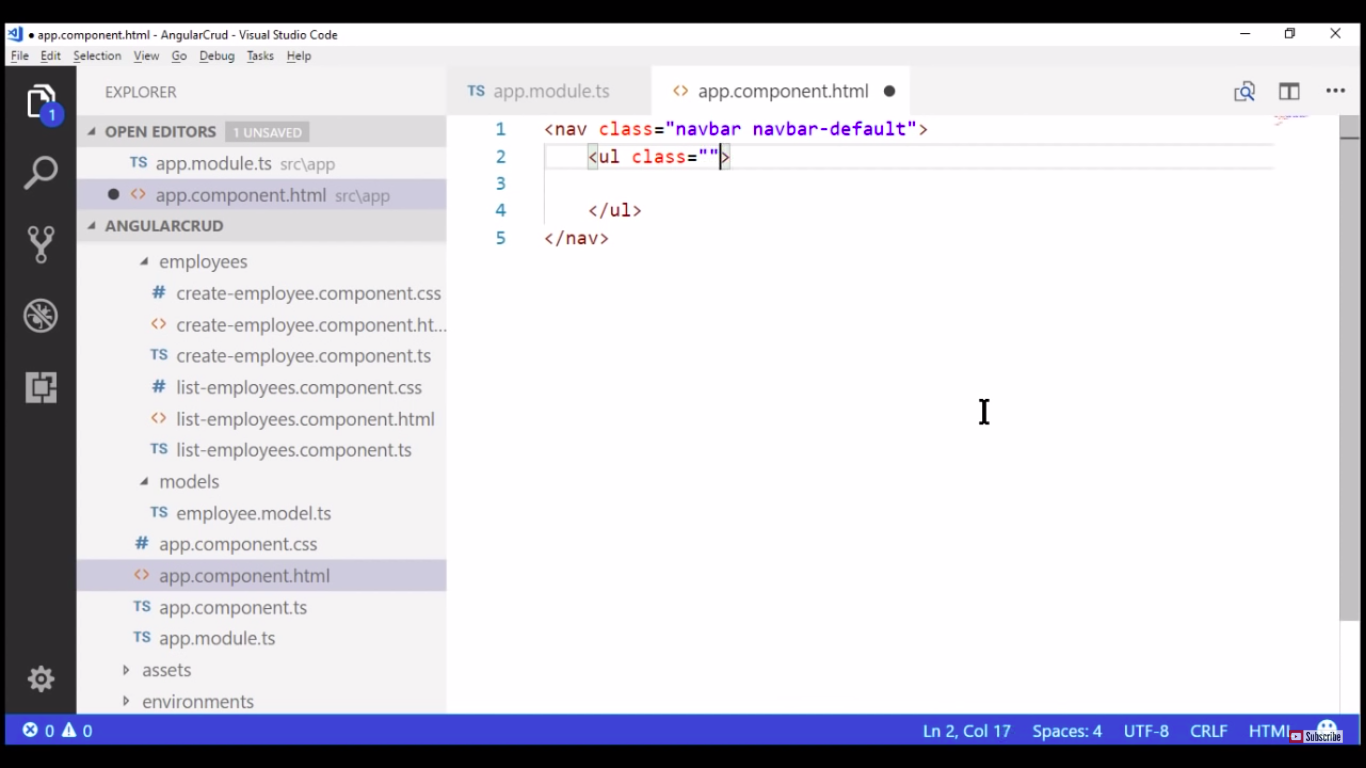 ● app.component.html - AngularCrud - Visual Studio Code
File Edit Selection View Go Debug Tasks Help
EXPLORER
TS app.module.ts
<> app.component.html ●
1
OPEN EDITORS 1 UNSAVED
TS app.module.ts src\app
● <> app.component.html src\app
ANGULARCRUD
employees
# create-employee.component.css
<> create-employee.component.ht...
TS create-employee.component.ts
# list-employees.component.css
<> list-employees.component.html
TS list-employees.component.ts
models
TS employee.model.ts
# app.component.css
<> app.component.html
TS app.component.ts
TS app.module.ts
assets
environments
1 <nav class="navbar navbar-default">
2 <ul class="">
3
4 </ul>
5 </nav>
0 0
Ln 2, Col 17 Spaces: 4 UTF-8 CRLF HTML
Subscribe